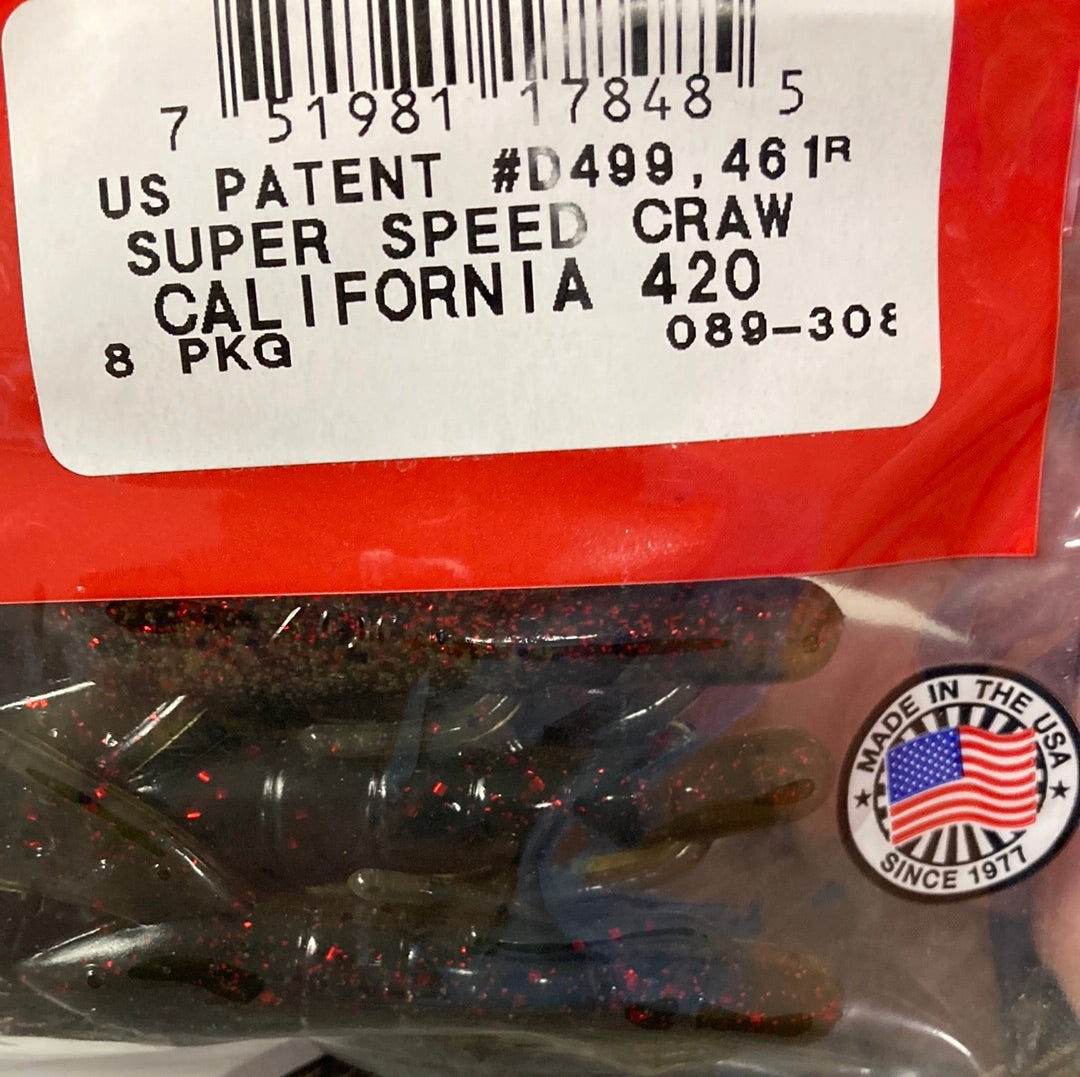 7 51981 17848 5
US PATENT #D499,461R
SUPER SPEED CRAW
CALIFORNIA 420
8 PKG 089-308
MADE IN THE USA
SINCE 1977